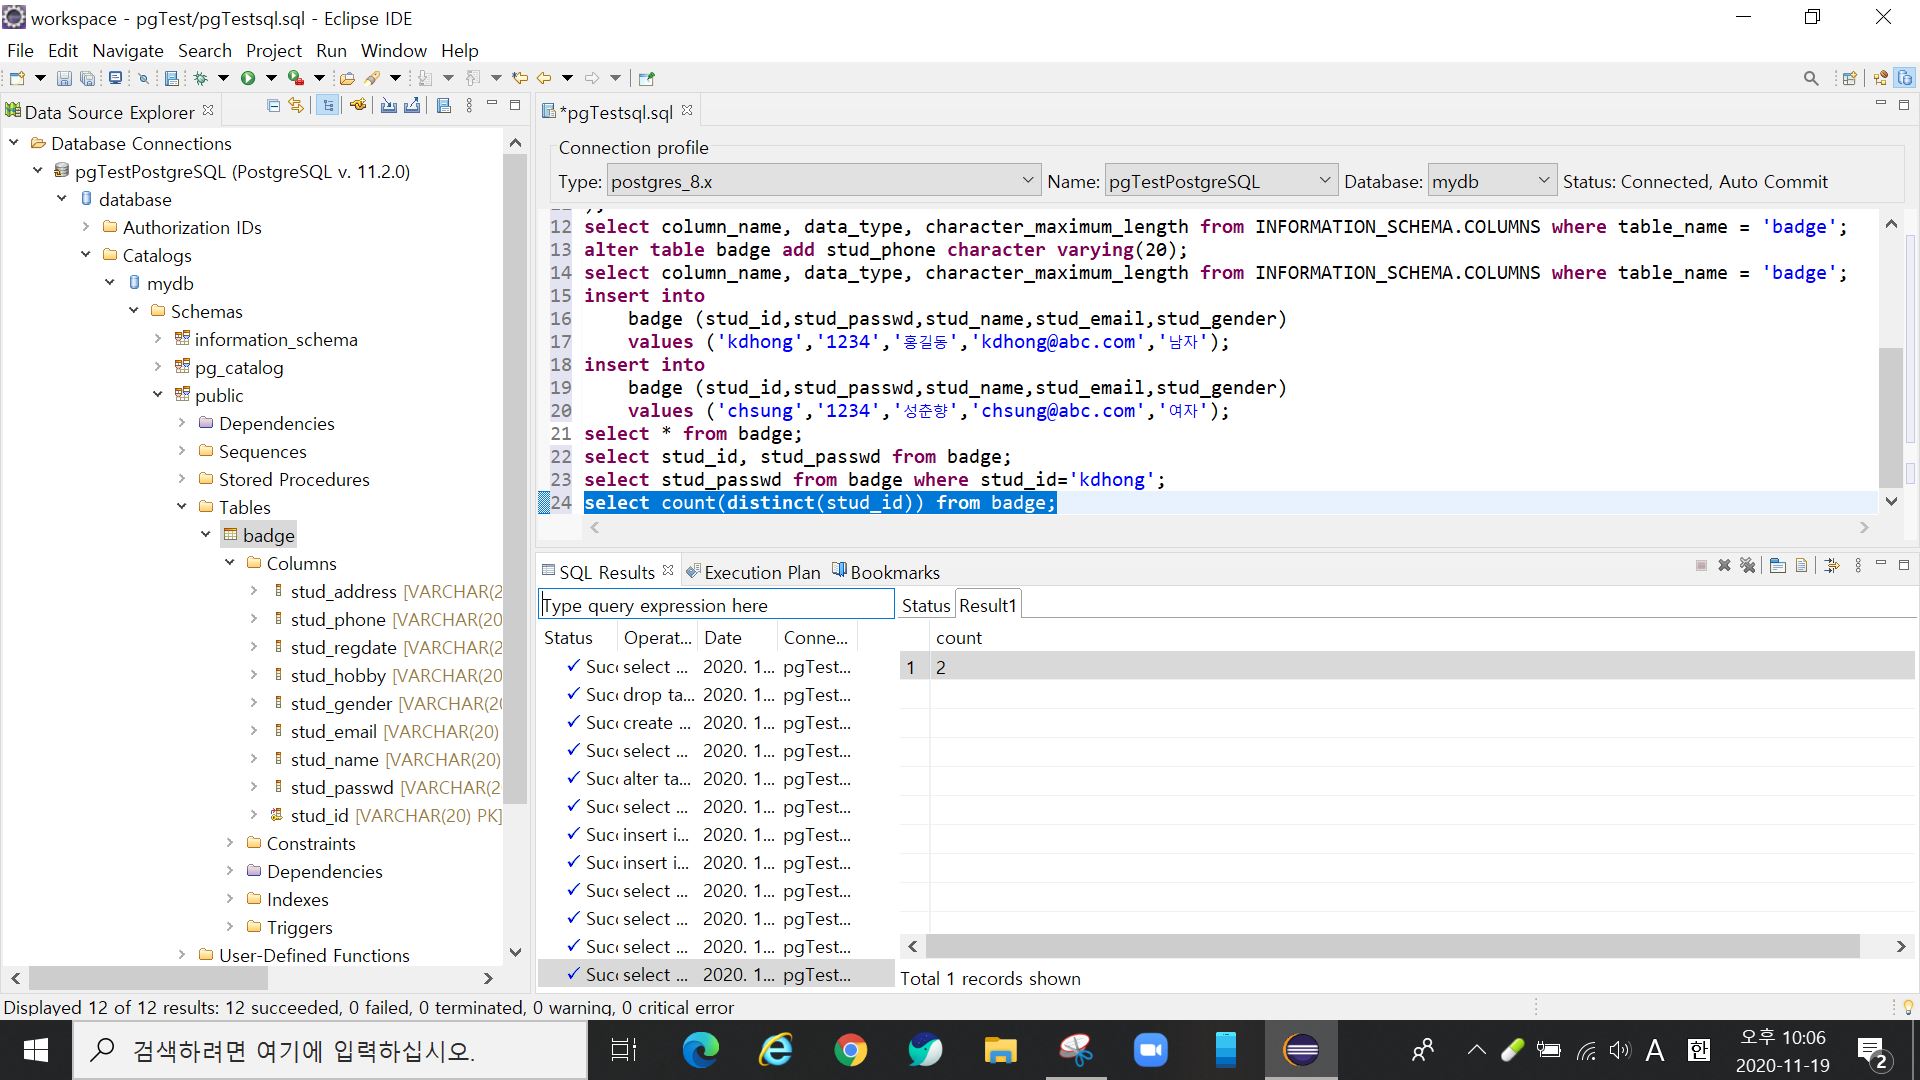 workspace - pgTest/pgTestsql.sql - Eclipse IDE
File Edit Navigate Search Project Run Window Help
Data Source Explorer
Database Connections
pgTestPostgreSQL (PostgreSQL v. 11.2.0)
database
Authorization IDs
Catalogs
mydb
Schemas
information_schema
pg_catalog
public
Dependencies
Sequences
Stored Procedures
Tables
badge
Columns
stud_address [VARCHAR(2
stud_phone [VARCHAR(20
stud_regdate [VARCHAR(2
stud_hobby [VARCHAR(20
stud_gender [VARCHAR(20
stud_email [VARCHAR(20)
stud_name [VARCHAR(20)
stud_passwd [VARCHAR(2
stud_id [VARCHAR(20) PK]
Constraints
Dependencies
Indexes
Triggers
User-Defined Functions
*pgTestsql.sql
Connection profile
Type: postgres_8.x Name: pgTestPostgreSQL Database: mydb Status: Connected, Auto Commit
12 select column_name, data_type, character_maximum_length from INFORMATION_SCHEMA.COLUMNS where table_name = 'badge';
13 alter table badge add stud_phone character varying(20);
14 select column_name, data_type, character_maximum_length from INFORMATION_SCHEMA.COLUMNS where table_name = 'badge';
15 insert into
16 badge (stud_id,stud_passwd,stud_name,stud_email,stud_gender)
17 values ('kdhong','1234','홍길동','kdhong@abc.com','남자');
18 insert into
19 badge (stud_id,stud_passwd,stud_name,stud_email,stud_gender)
20 values ('chsung','1234','성춘향','chsung@abc.com','여자');
21 select * from badge;
22 select stud_id, stud_passwd from badge;
23 select stud_passwd from badge where stud_id='kdhong';
24 select count(distinct(stud_id)) from badge;
SQL Results Execution Plan Bookmarks
Type query expression here
Status Operat... Date Conne...
Succ select ... 2020. 1... pgTest...
Succ drop ta... 2020. 1... pgTest...
Succ create ... 2020. 1... pgTest...
Succ select ... 2020. 1... pgTest...
Succ alter ta... 2020. 1... pgTest...
Succ select ... 2020. 1... pgTest...
Succ insert i... 2020. 1... pgTest...
Succ insert i... 2020. 1... pgTest...
Succ select ... 2020. 1... pgTest...
Succ select ... 2020. 1... pgTest...
Succ select ... 2020. 1... pgTest...
Succ select ... 2020. 1... pgTest...
Status Result1
count
1 2
Total 1 records shown
Displayed 12 of 12 results: 12 succeeded, 0 failed, 0 terminated, 0 warning, 0 critical error
검색하려면 여기에 입력하십시오.
A 한
오후 10:06
2020-11-19
2